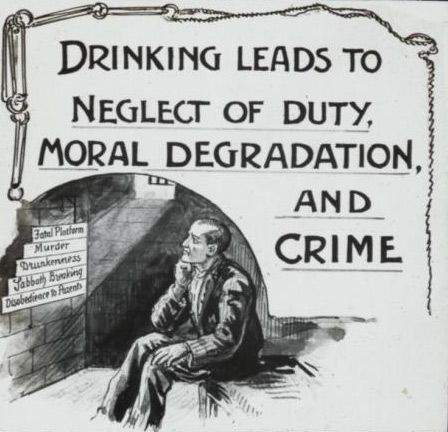 DRINKING LEADS TO
NEGLECT OF DUTY,
MORAL DEGRADATION,
AND
CRIME
Fatal Platform
Murder
Drunkenness
Sabbath Breaking
Disobedience to Parents